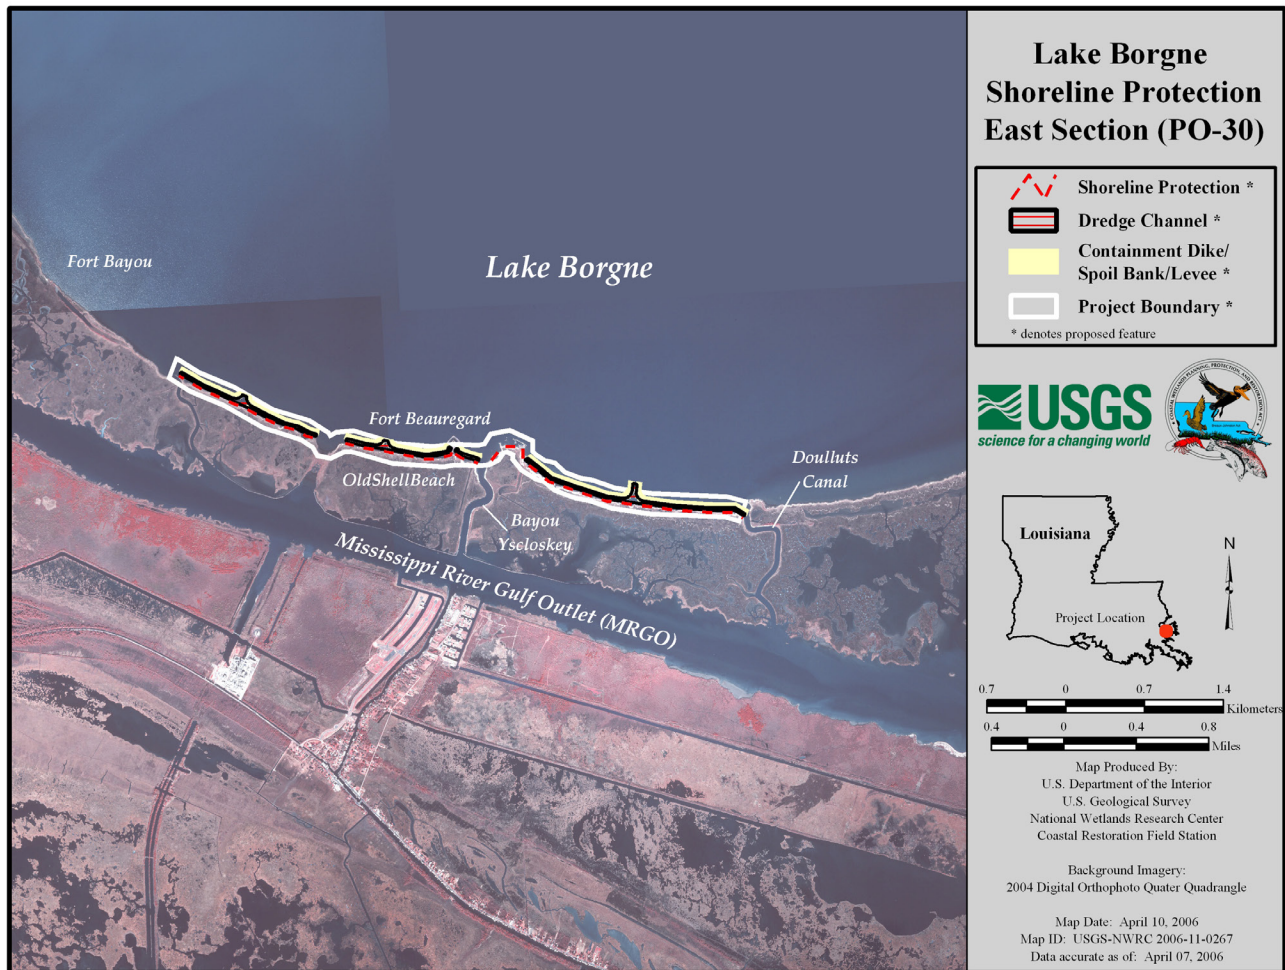 Lake Borgne
Shoreline Protection
East Section (PO-30)
Shoreline Protection *
Dredge Channel *
Containment Dike/
Spoil Bank/Levee *
Project Boundary *
* denotes proposed feature
Fort Bayou
Lake Borgne
Fort Beauregard
OldShellBeach
Bayou
Yscloskey
Doulluts
Canal
Mississippi River Gulf Outlet (MRGO)
USGS
science for a changing world
Louisiana
N
Project Location
0.7 0 0.7 1.4
Kilometers
0.4 0 0.4 0.8
Miles
Map Produced By:
U.S. Department of the Interior
U.S. Geological Survey
National Wetlands Research Center
Coastal Restoration Field Station
Background Imagery:
2004 Digital Orthophoto Quater Quadrangle
Map Date: April 10, 2006
Map ID: USGS-NWRC 2006-11-0267
Data accurate as of: April 07, 2006